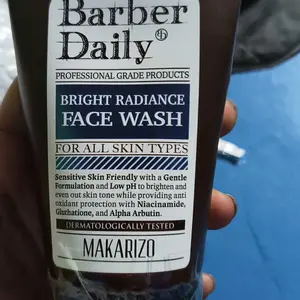 Barber
Daily®
PROFESSIONAL GRADE PRODUCTS
BRIGHT RADIANCE
FACE WASH
FOR ALL SKIN TYPES
Sensitive Skin Friendly with a Gentle
Formulation and Low pH to brighten and
even out skin tone while providing anti
oxidant protection with Niacinamide,
Gluthatione, and Alpha Arbutin.
DERMATOLOGICALLY TESTED
MAKARIZO